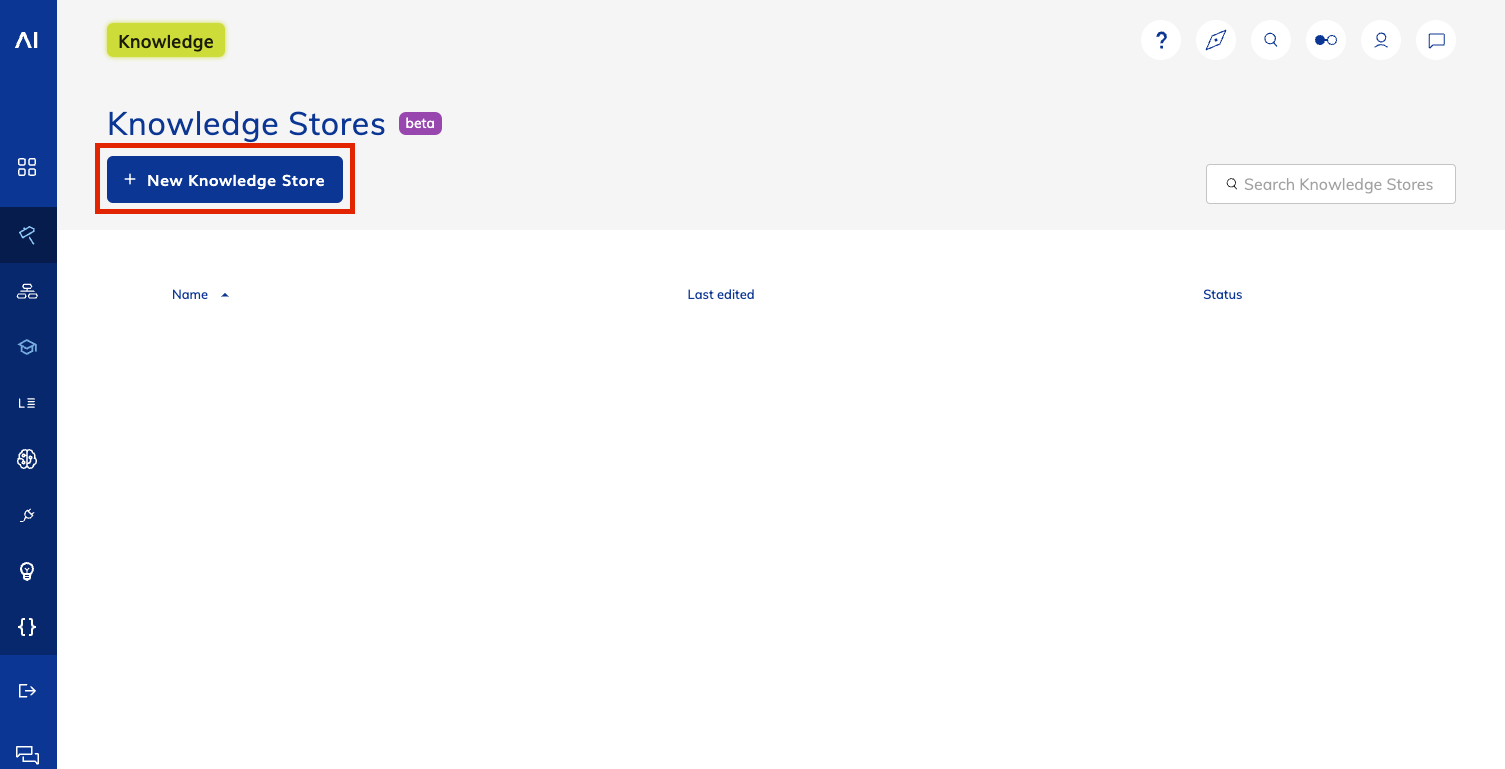 AI
Knowledge
?
Knowledge Stores beta
+ New Knowledge Store
Search Knowledge Stores
Name
Last edited
Status
L
{}